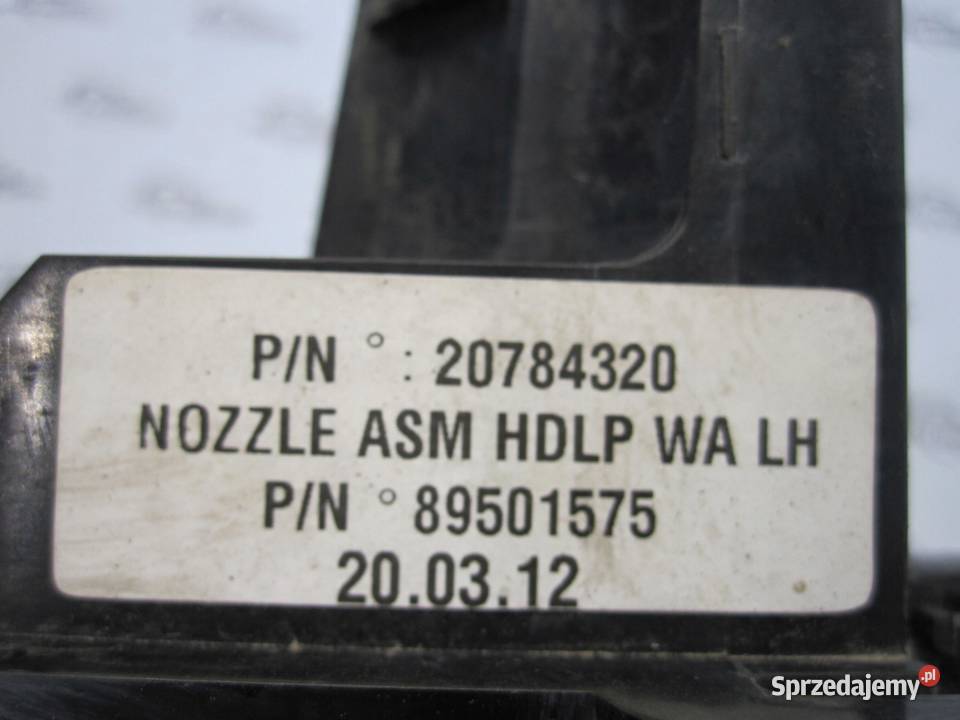 P/N ° : 20784320
NOZZLE ASM HDLP WA LH
P/N ° 89501575
20.03.12
Sprzedajemy.pl